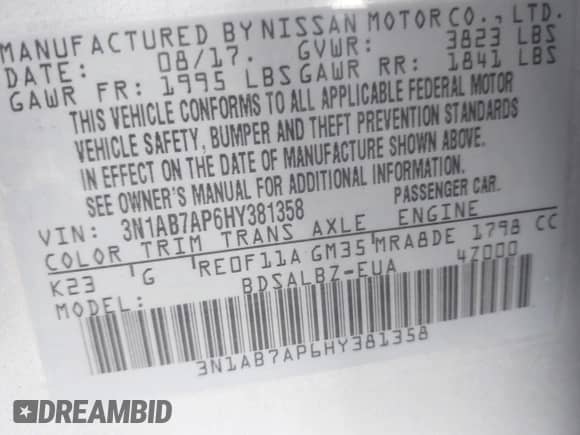 MANUFACTURED BY NISSAN MOTOR CO., LTD.
DATE: 08/17. GVWR: 3823 LBS
GAWR FR: 1995 LBS GAWR RR: 1841 LBS
THIS VEHICLE CONFORMS TO ALL APPLICABLE FEDERAL MOTOR
VEHICLE SAFETY, BUMPER AND THEFT PREVENTION STANDARDS
IN EFFECT ON THE DATE OF MANUFACTURE SHOWN ABOVE.
SEE OWNER'S MANUAL FOR ADDITIONAL INFORMATION.
VIN: 3N1AB7AP6HY381358 PASSENGER CAR
COLOR TRIM TRANS AXLE ENGINE
K23 G RE0F11A GM35 MRA8DE 1798 CC
MODEL: BDSALBZ-EUA 47000
3N1AB7AP6HY381358
DREAMBID